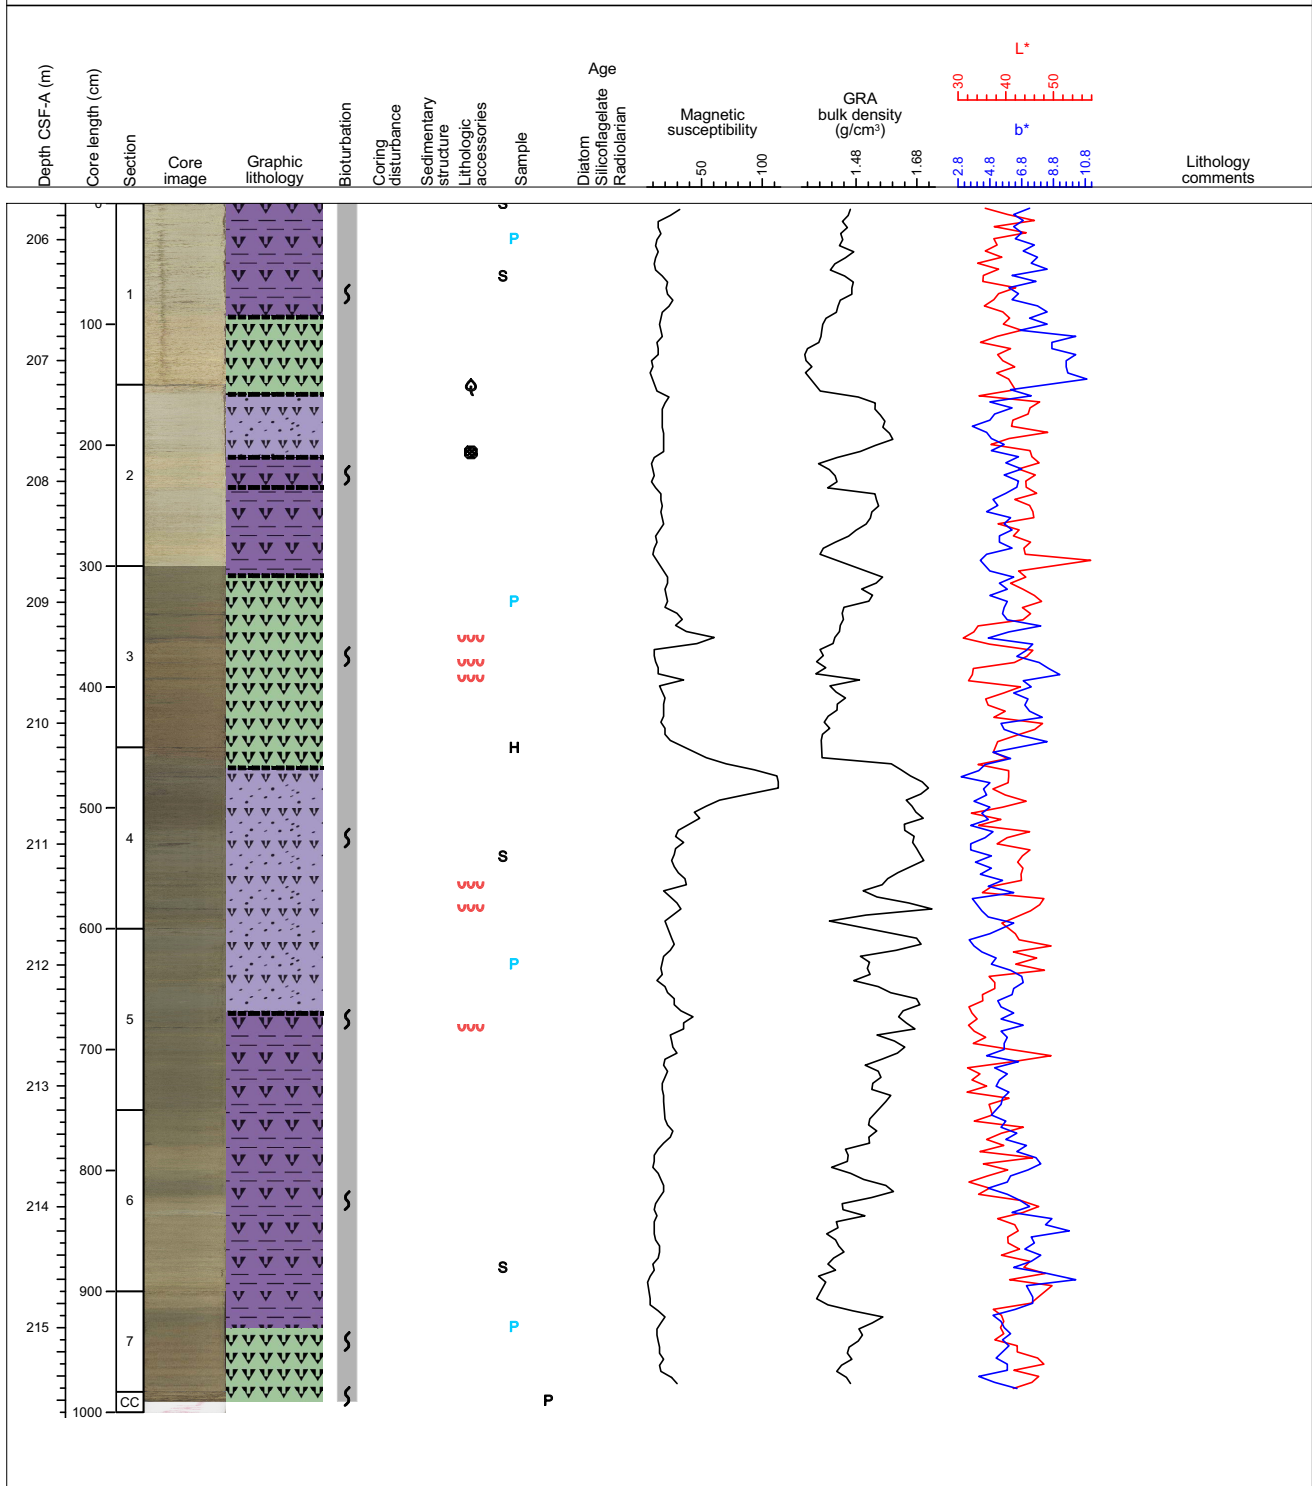 Depth CSF-A (m)
Core length (cm)
Section
Core
image
Graphic
lithology
Bioturbation
Coring
disturbance
Sedimentary
structure
Lithologic
accessories
Sample
Age
Diatom
Silicoflagelate
Radiolarian
Magnetic
susceptibility
50 100
GRA
bulk density
(g/cm³)
1.48 1.68
L*
30 40 50
b*
2.8 4.8 6.8 8.8 10.8
Lithology
comments
0 S
206 P
S
1
100
207
200
2
208
300
209 P
3
400
210
H
4
500
211
S
600
212 P
5
700
213
800
6
214
S
900
215 P
7
CC P
1000